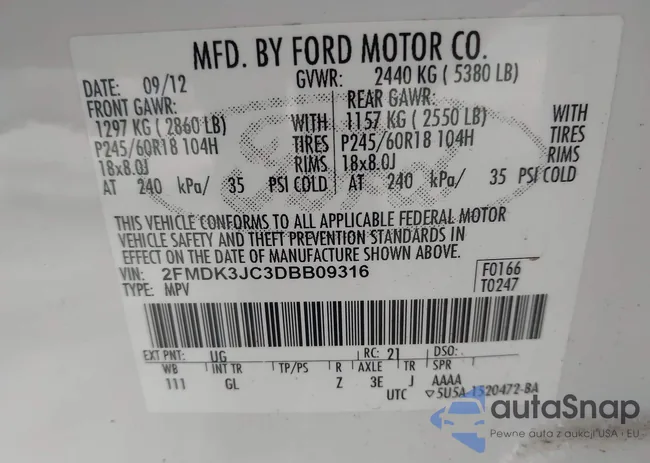 MFD. BY FORD MOTOR CO.
DATE: 09/12 GVWR: 2440 KG ( 5380 LB)
FRONT GAWR: REAR GAWR:
1297 KG ( 2860 LB) WITH 1157 KG ( 2550 LB) WITH
P245/60R18 104H TIRES P245/60R18 104H TIRES
18x8.0J RIMS 18x8.0J RIMS
AT 240 kPa/ 35 PSI COLD AT 240 kPa/ 35 PSI COLD
Ford
THIS VEHICLE CONFORMS TO ALL APPLICABLE FEDERAL MOTOR
VEHICLE SAFETY AND THEFT PREVENTION STANDARDS IN
EFFECT ON THE DATE OF MANUFACTURE SHOWN ABOVE.
VIN: 2FMDK3JC3DBB09316 F0166
TYPE: MPV T0247
EXT PNT: UG RC: 21 DSO:
WB INT TR TP/PS R AXLE TR SPR
111 GL Z 3E J AAAA
UTC ▽5U5A-1520472-BA
autaSnap
Pewne auta z aukcji USA - EU